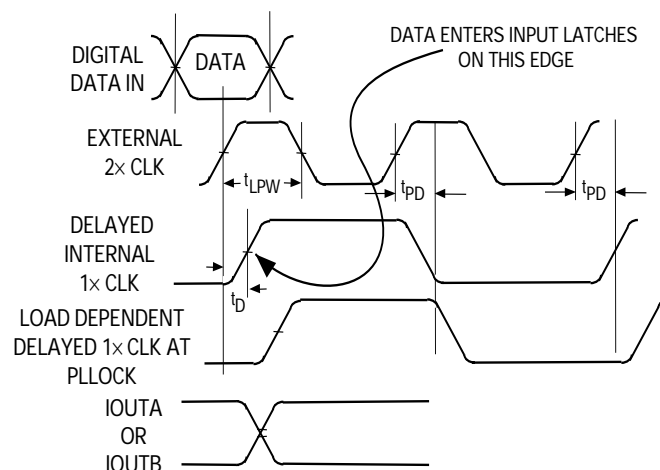 DATA ENTERS INPUT LATCHES
ON THIS EDGE
DIGITAL
DATA IN
DATA
EXTERNAL
2× CLK
tLPW
tPD
tPD
DELAYED
INTERNAL
1× CLK
tD
LOAD DEPENDENT
DELAYED 1× CLK AT
PLLOCK
IOUTA
OR
IOUTB